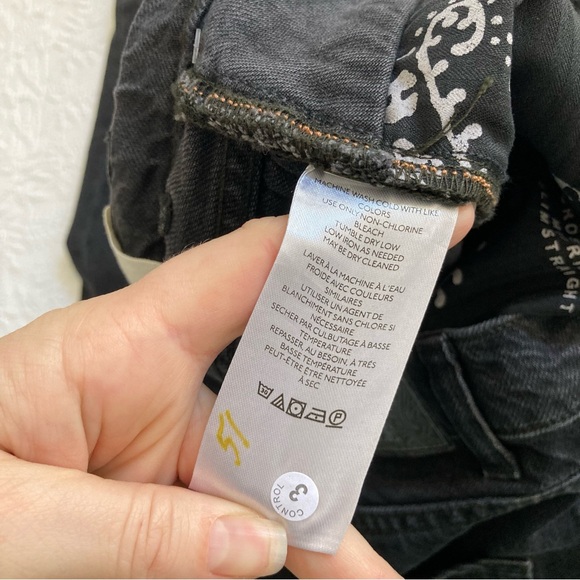 MACHINE WASH COLD WITH LIKE
COLORS
USE ONLY NON-CHLORINE
BLEACH
TUMBLE DRY LOW
LOW IRON AS NEEDED
MAY BE DRY CLEANED
LAVER À LA MACHINE À L'EAU
FROIDE AVEC COULEURS
SIMILAIRES
UTILISER UN AGENT DE
BLANCHIMENT SANS CHLORE SI
NÉCESSAIRE
SÉCHER PAR CULBUTAGE À BASSE
TEMPÉRATURE
REPASSER, AU BESOIN, À TRÈS
BASSE TEMPÉRATURE
PEUT-ÊTRE ÊTRE NETTOYÉE
À SEC
P
57
3
CONTROL